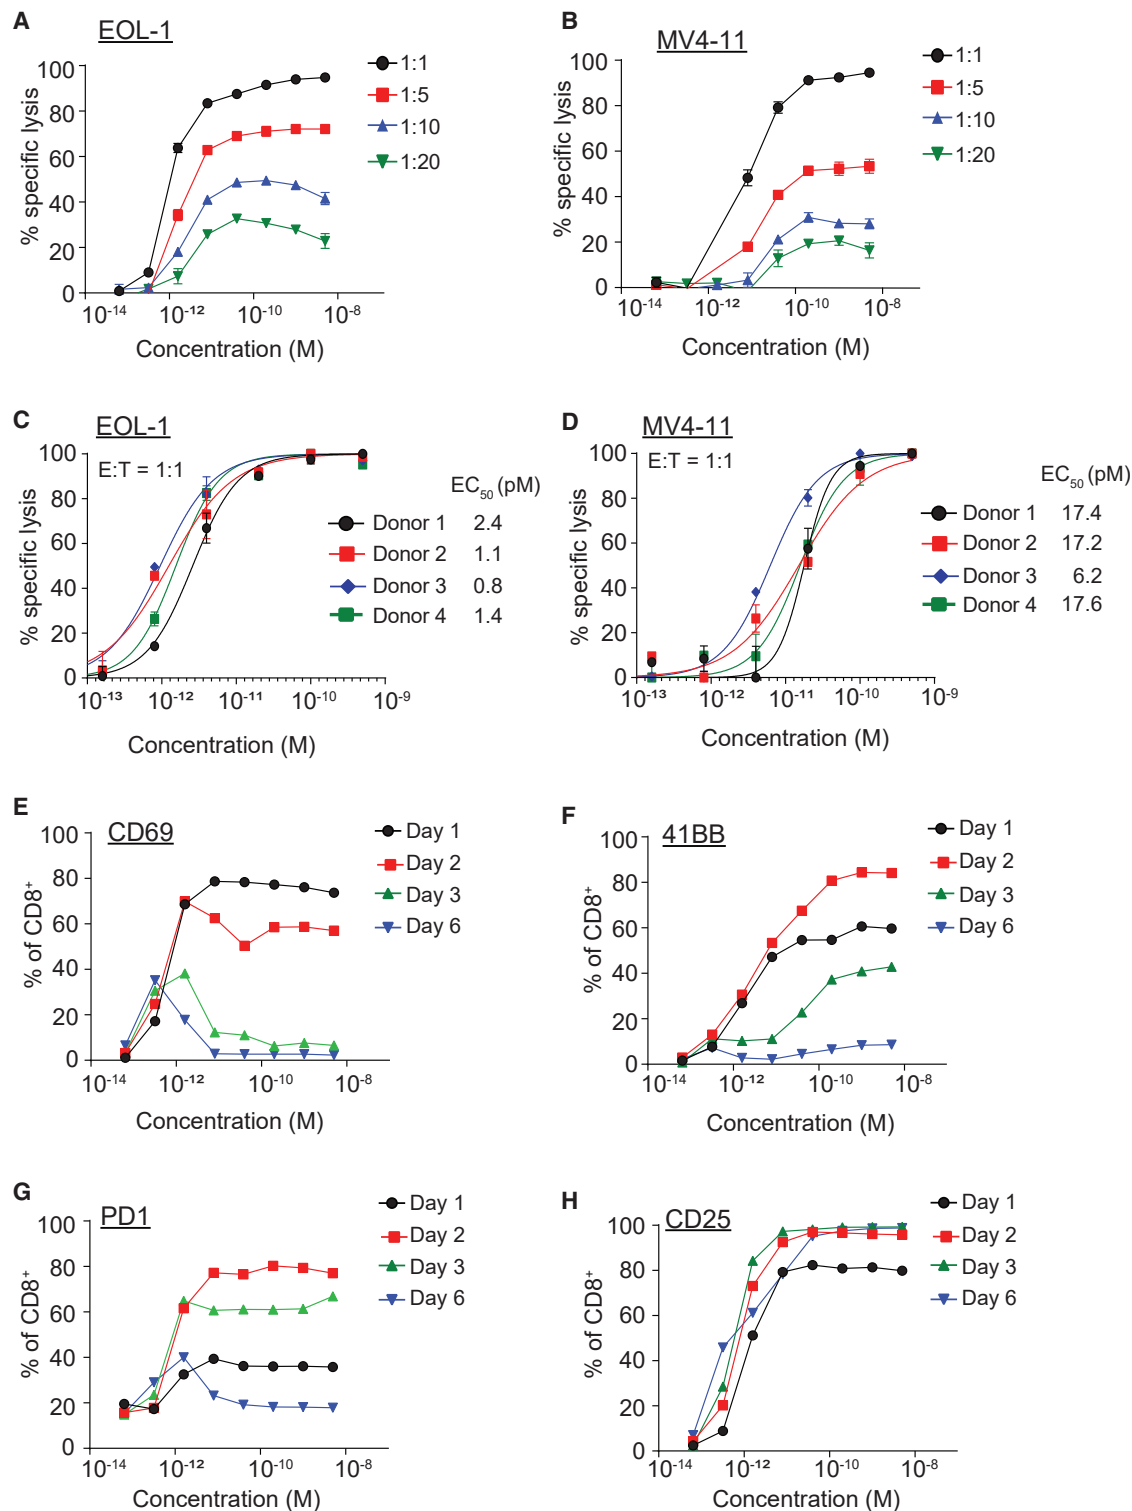 A
EOL-1
% specific lysis
100
80
60
40
20
0
10-14
10-12
10-10
10-8
Concentration (M)
1:1
1:5
1:10
1:20
B
MV4-11
% specific lysis
100
80
60
40
20
0
10-14
10-12
10-10
10-8
Concentration (M)
1:1
1:5
1:10
1:20
C
EOL-1
E:T = 1:1
% specific lysis
100
80
60
40
20
0
10-13
10-12
10-11
10-10
10-9
Concentration (M)
EC50 (pM)
Donor 1 2.4
Donor 2 1.1
Donor 3 0.8
Donor 4 1.4
D
MV4-11
E:T = 1:1
% specific lysis
100
80
60
40
20
0
10-13
10-12
10-11
10-10
10-9
Concentration (M)
EC50 (pM)
Donor 1 17.4
Donor 2 17.2
Donor 3 6.2
Donor 4 17.6
E
CD69
% of CD8+
100
80
60
40
20
0
10-14
10-12
10-10
10-8
Concentration (M)
Day 1
Day 2
Day 3
Day 6
F
41BB
% of CD8+
100
80
60
40
20
0
10-14
10-12
10-10
10-8
Concentration (M)
Day 1
Day 2
Day 3
Day 6
G
PD1
% of CD8+
100
80
60
40
20
0
10-14
10-12
10-10
10-8
Concentration (M)
Day 1
Day 2
Day 3
Day 6
H
CD25
% of CD8+
100
80
60
40
20
0
10-14
10-12
10-10
10-8
Concentration (M)
Day 1
Day 2
Day 3
Day 6